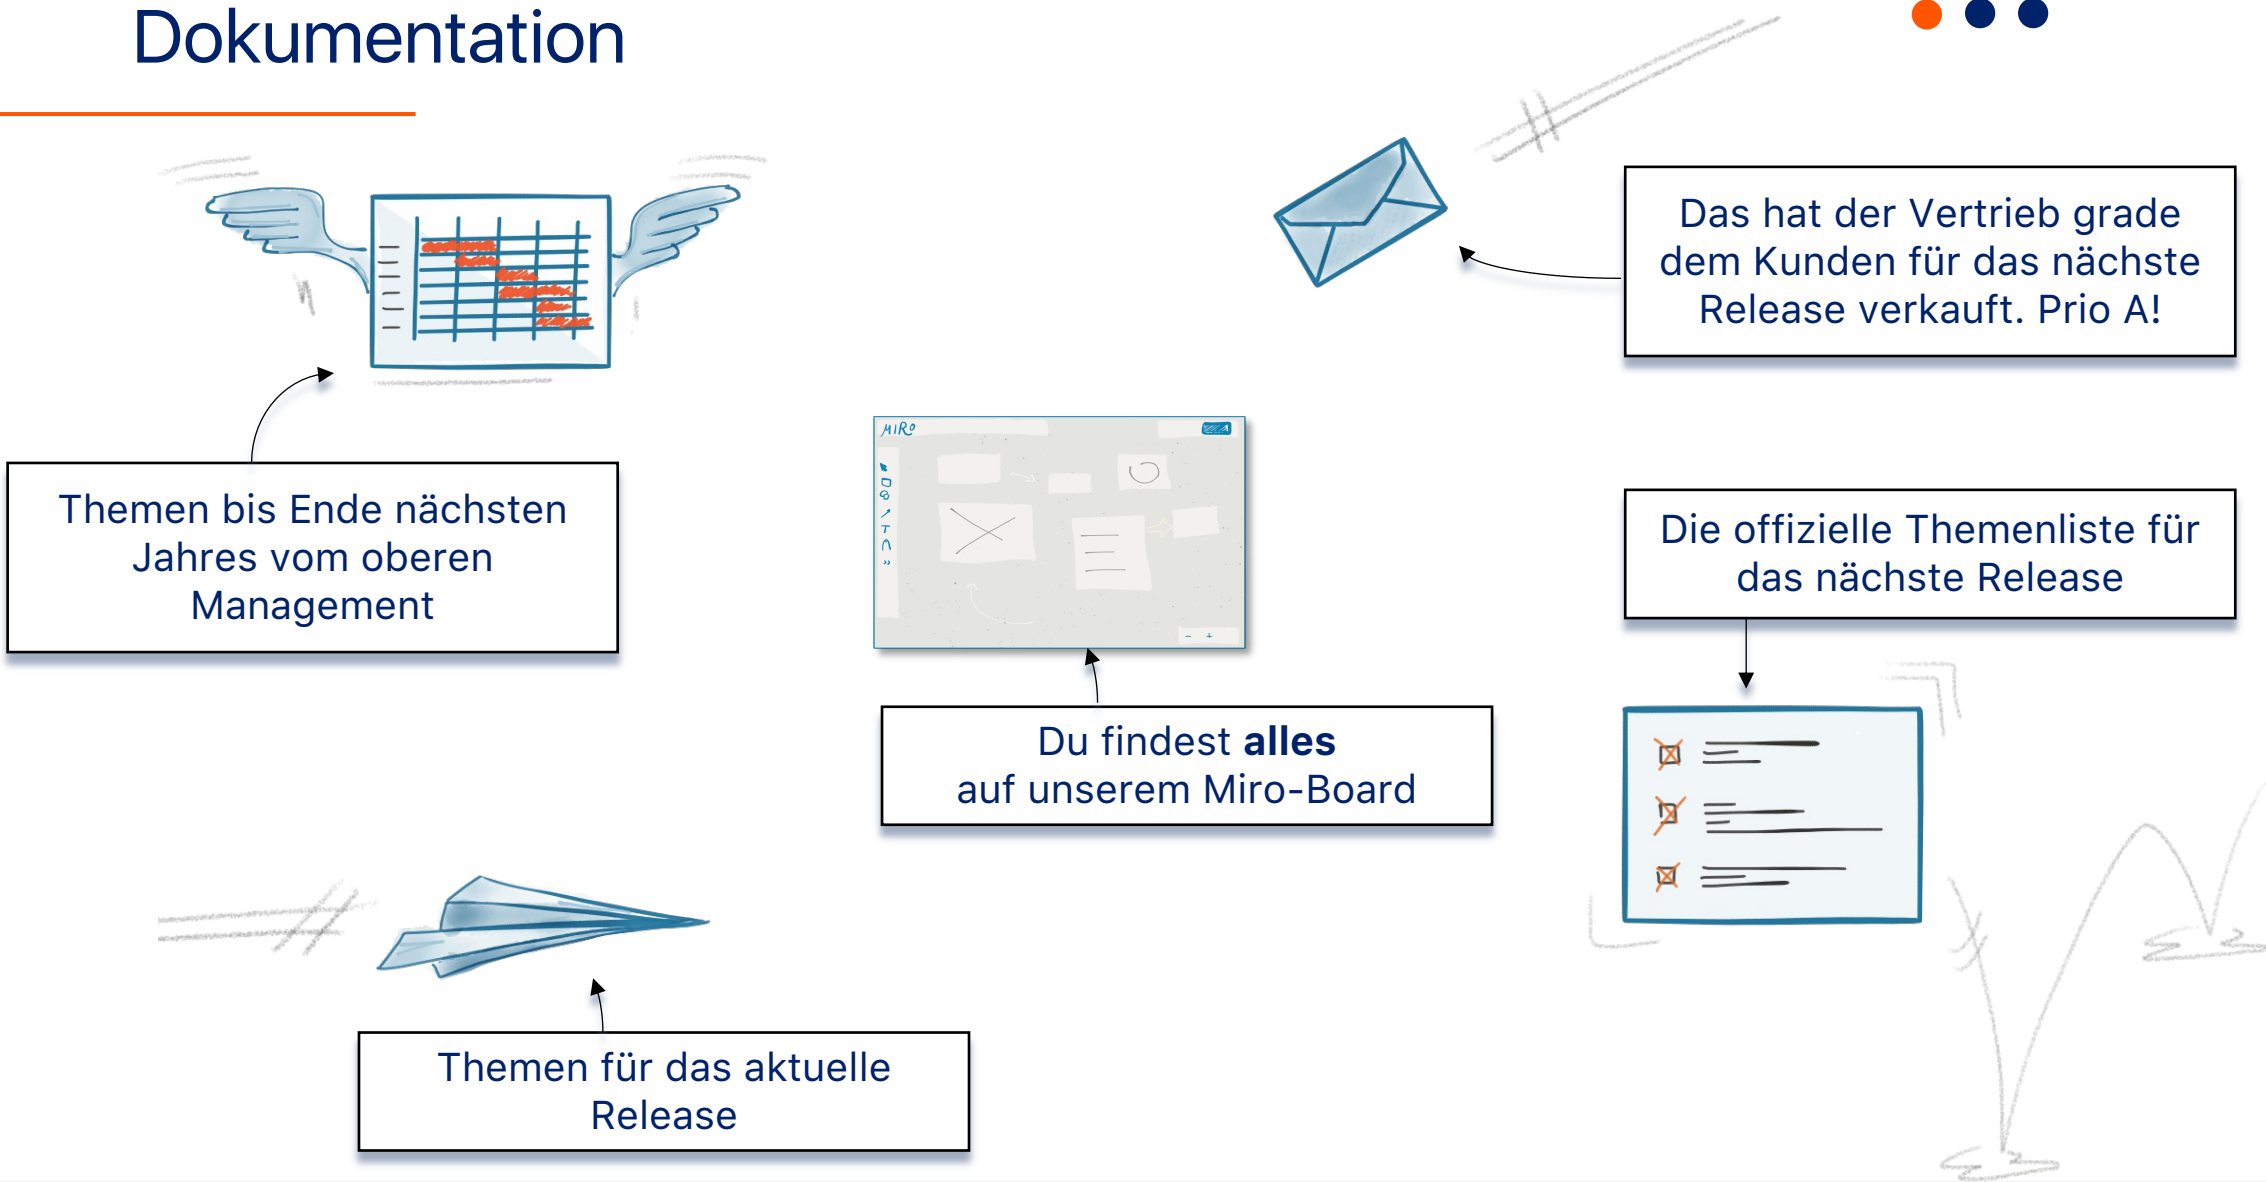 Dokumentation
Das hat der Vertrieb grade
dem Kunden für das nächste
Release verkauft. Prio A!
MIRO
Themen bis Ende nächsten
Jahres vom oberen
Management
Die offizielle Themenliste für
das nächste Release
Du findest alles
auf unserem Miro-Board
Themen für das aktuelle
Release